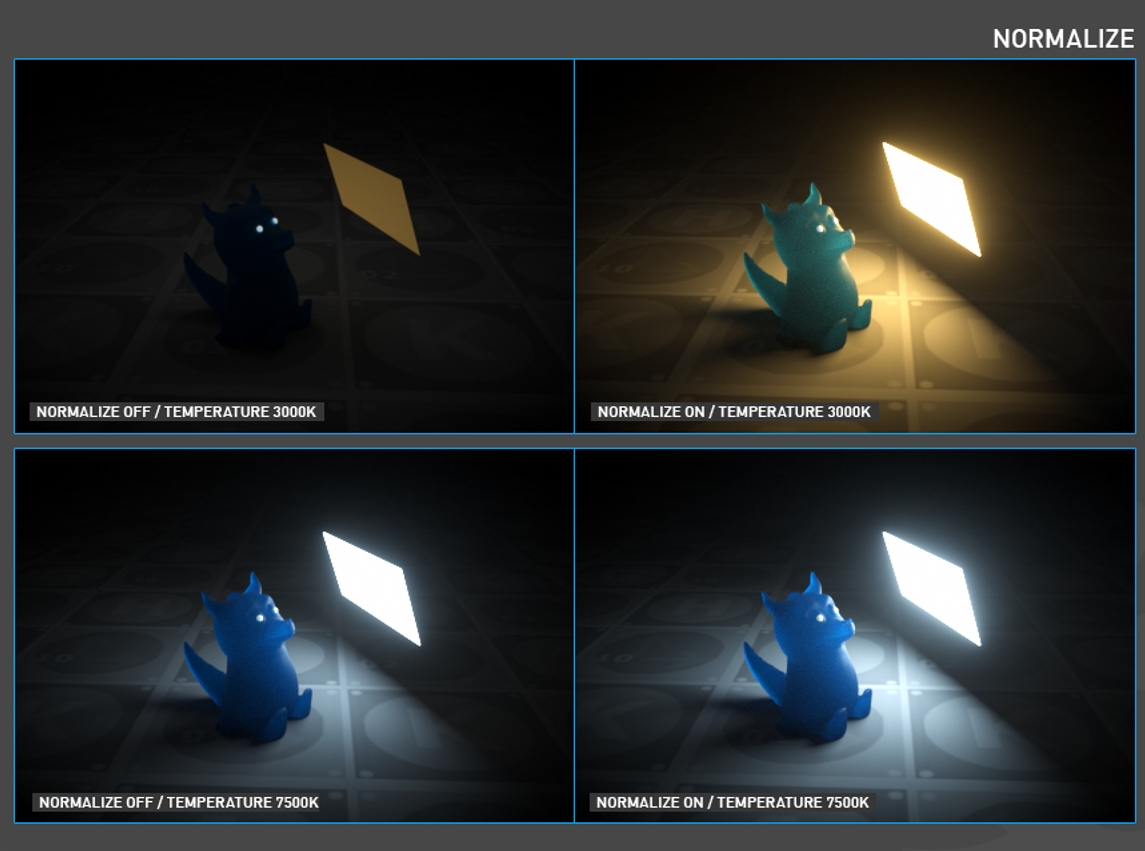 NORMALIZE
NORMALIZE OFF / TEMPERATURE 3000K
NORMALIZE ON / TEMPERATURE 3000K
NORMALIZE OFF / TEMPERATURE 7500K
NORMALIZE ON / TEMPERATURE 7500K